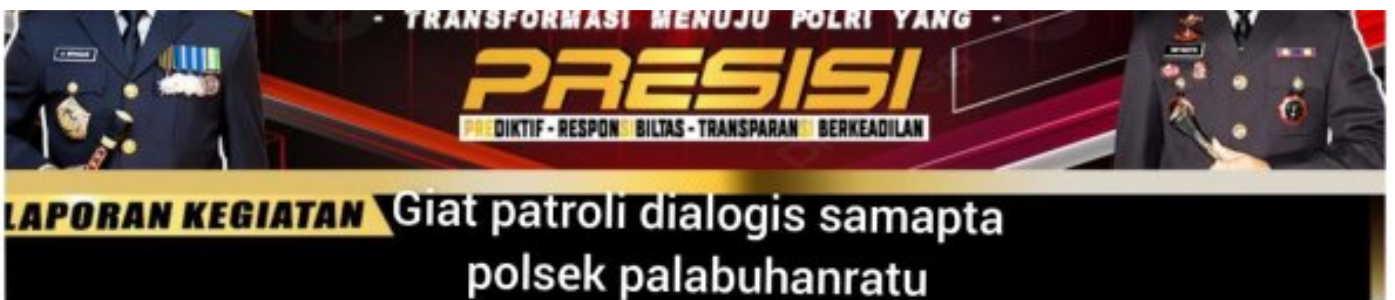 - TRANSFORMASI MENUJU POLRI YANG -
PRESISI
PREDIKTIF - RESPONSIBILTAS - TRANSPARANSI BERKEADILAN
LAPORAN KEGIATAN
Giat patroli dialogis samapta
polsek palabuhanratu